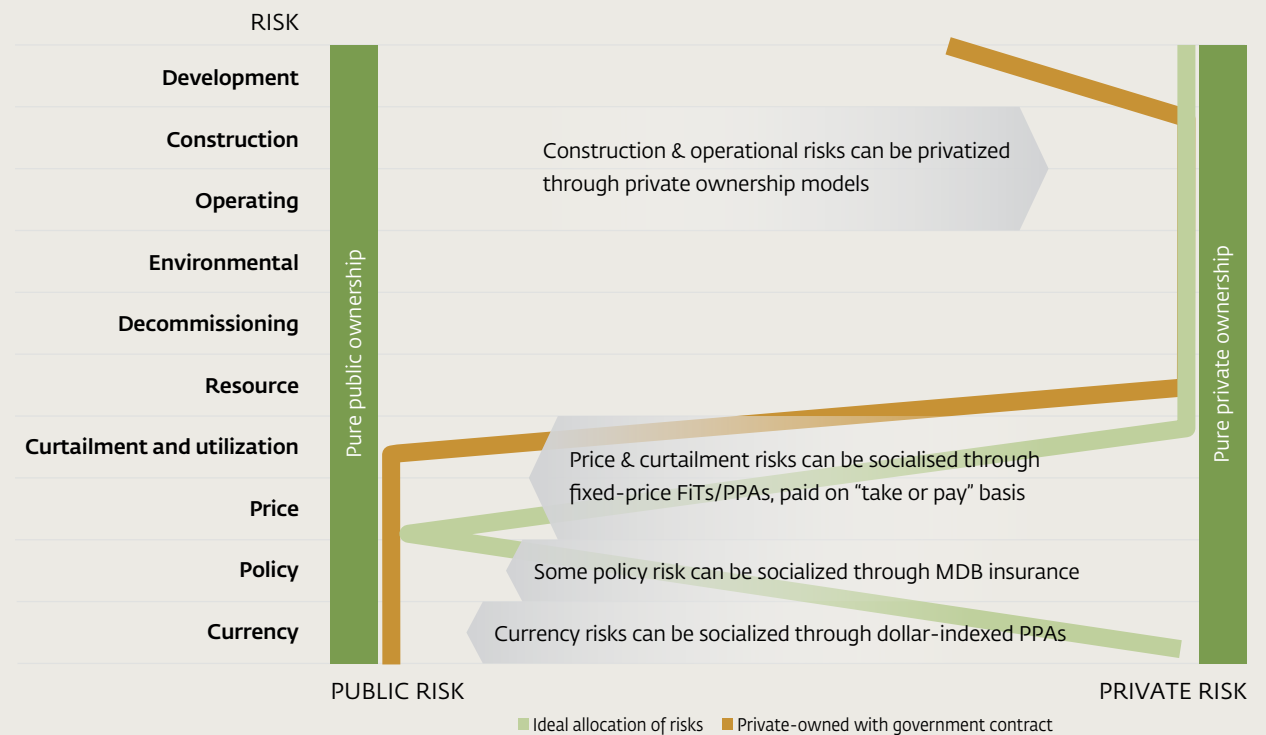 RISK
Development
Construction
Operating
Environmental
Decommissioning
Resource
Curtailment and utilization
Price
Policy
Currency
Pure public ownership
Construction & operational risks can be privatized
through private ownership models
Price & curtailment risks can be socialised through
fixed-price FiTs/PPAs, paid on “take or pay” basis
Some policy risk can be socialized through MDB insurance
Currency risks can be socialized through dollar-indexed PPAs
Pure private ownership
PUBLIC RISK
PRIVATE RISK
Ideal allocation of risks
Private-owned with government contract